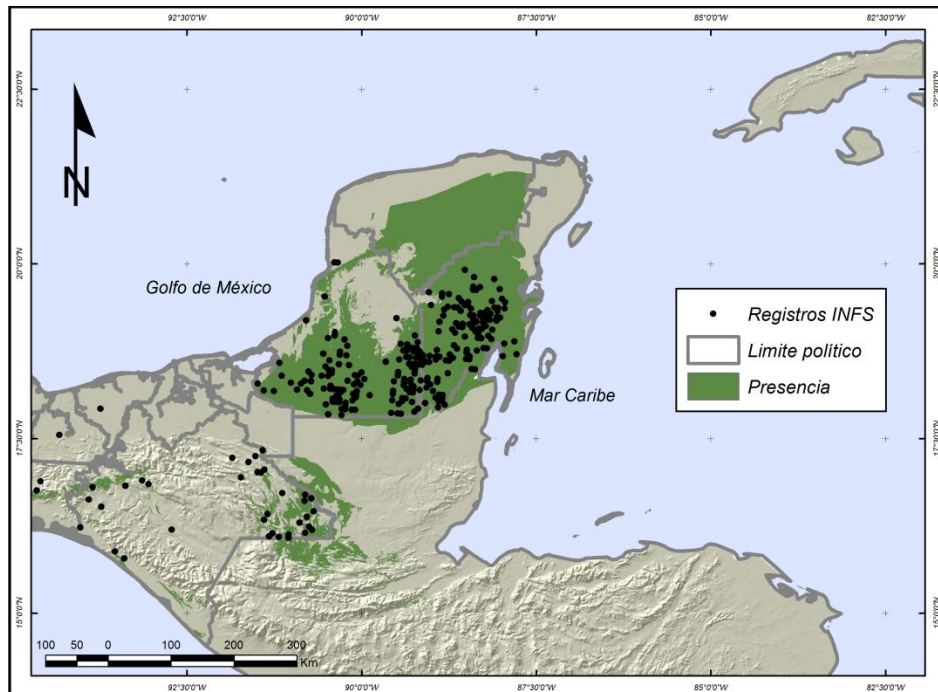 92°30'0"W 90°0'0"W 87°30'0"W 85°0'0"W 82°30'0"W
22°30'0"N 22°30'0"N
N
20°0'0"N 20°0'0"N
Golfo de México
Registros INFS
Limite político
Presencia
Mar Caribe
17°30'0"N 17°30'0"N
15°0'0"N 15°0'0"N
100 50 0 100 200 300
Km
92°30'0"W 90°0'0"W 87°30'0"W 85°0'0"W 82°30'0"W